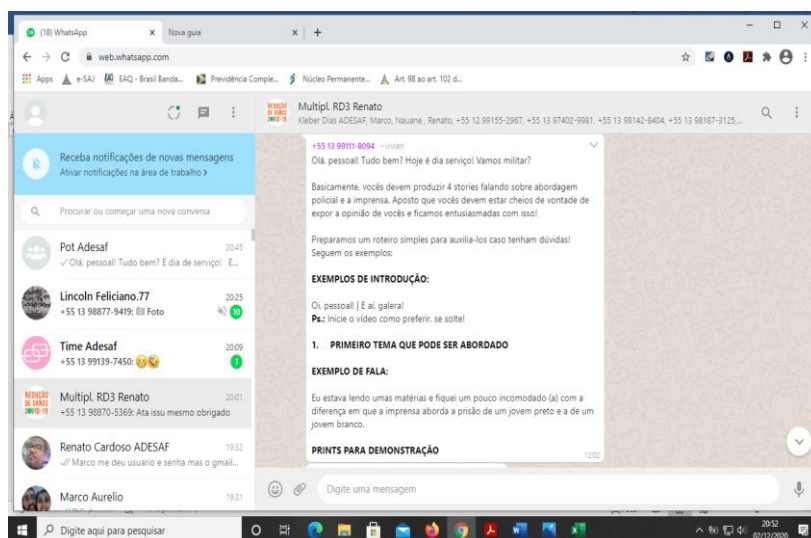 (18) WhatsApp
Nova guia
web.whatsapp.com
Apps
e-SAJ
EAQ - Brasil Banda...
Previdência Comple...
Núcleo Permanente...
Art. 98 ao art. 102 d...
Receba notificações de novas mensagens
Ativar notificações na área de trabalho >
Procurar ou começar uma nova conversa
Pot Adesaf 20:45
Olá, pessoal! Tudo bem? É dia de serviço! E...
Lincoln Feliciano.77 20:25
+55 13 98877-9419: Foto 10
Time Adesaf 20:09
+55 13 99139-7450: 1
REDUÇÃO DE DANOS COVID-19
Multipl. RD3 Renato 20:01
+55 13 98870-5369: Ata issu mesmo obrigado
Renato Cardoso ADESAF 19:32
Marco me deu usuario e senha mas o gmail...
Marco Aurelio 19:31
Multipl. RD3 Renato
Kleber Dias ADESAF, Marco, Nauane, Renato, +55 12 99155-2967, +55 13 97402-9981, +55 13 98142-8404, +55 13 98187-3125,...
+55 13 99111-8094 ~vivian
Olá, pessoal! Tudo bem? Hoje é dia serviço! Vamos militar?
Basicamente, vocês devem produzir 4 stories falando sobre abordagem
policial e a imprensa. Aposto que vocês devem estar cheios de vontade de
expor a opinião de vocês e ficamos entusiasmadas com isso!
Preparamos um roteiro simples para auxilia-los caso tenham dúvidas!
Seguem os exemplos:
EXEMPLOS DE INTRODUÇÃO:
Oi, pessoal! | E aí, galera!
Ps.: Inicie o vídeo como preferir, se solte!
1. PRIMEIRO TEMA QUE PODE SER ABORDADO
EXEMPLO DE FALA:
Eu estava lendo umas matérias e fiquei um pouco incomodado (a) com a
diferença em que a imprensa aborda a prisão de um jovem preto e a de um
jovem branco.
PRINTS PARA DEMONSTRAÇÃO
12:02
Digite uma mensagem
Digite aqui para pesquisar
20:52
02/12/2020